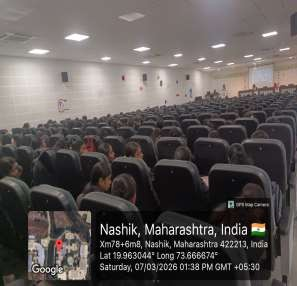 GPS Map Camera
Nashik, Maharashtra, India 🇮🇳
Xm78+6m8, Nashik, Maharashtra 422213, India
Lat 19.963044° Long 73.666674°
Saturday, 07/03/2026 01:38 PM GMT +05:30
Google